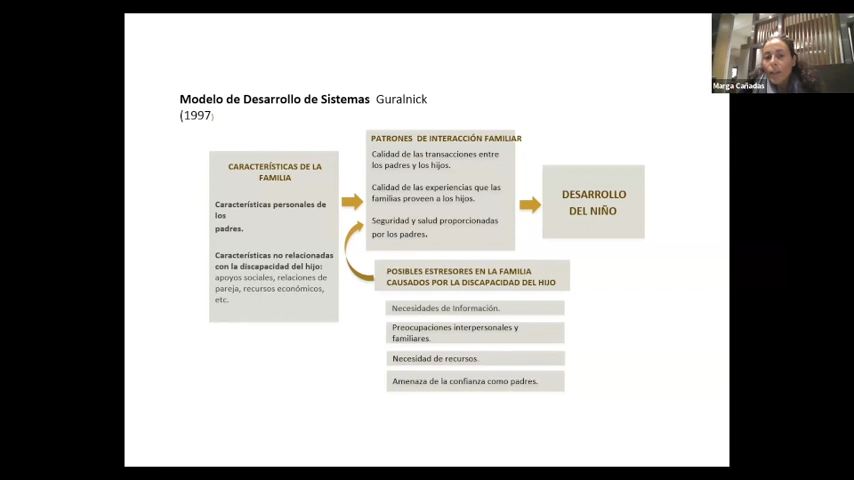 Modelo de Desarrollo de Sistemas Guralnick
(1997)
CARACTERÍSTICAS DE LA
FAMILIA
Características personales de
los
padres.
Características no relacionadas
con la discapacidad del hijo:
apoyos sociales, relaciones de
pareja, recursos económicos,
etc.
PATRONES DE INTERACCIÓN FAMILIAR
Calidad de las transacciones entre
los padres y los hijos.
Calidad de las experiencias que las
familias proveen a los hijos.
Seguridad y salud proporcionadas
por los padres.
DESARROLLO
DEL NIÑO
POSIBLES ESTRESORES EN LA FAMILIA
CAUSADOS POR LA DISCAPACIDAD DEL HIJO
Necesidades de Información.
Preocupaciones interpersonales y
familiares.
Necesidad de recursos.
Amenaza de la confianza como padres.
Marga Cañadas